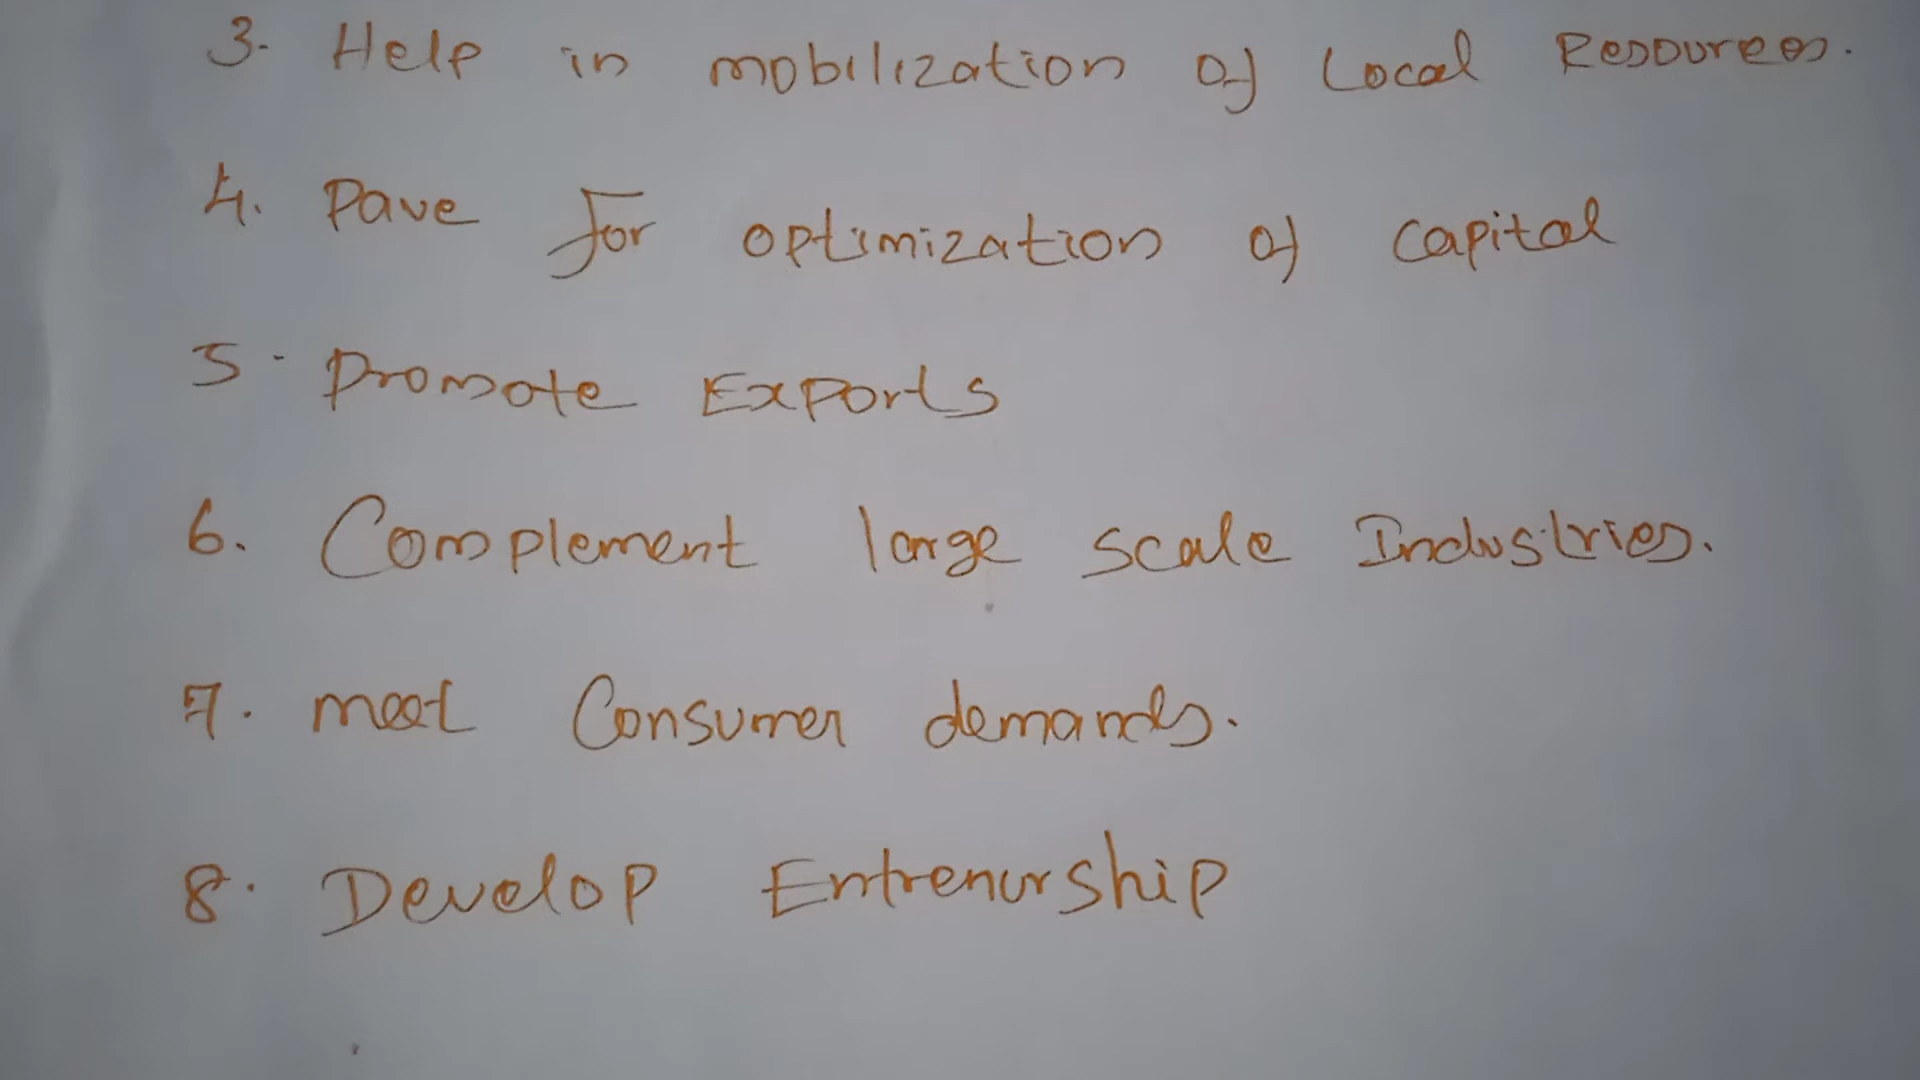 3. Help in mobilization of Local Resources.
4. Pave for optimization of capital
5. Promote Exports
6. Complement large scale Industries.
7. meet Consumer demands.
8. Develop Entrenurship